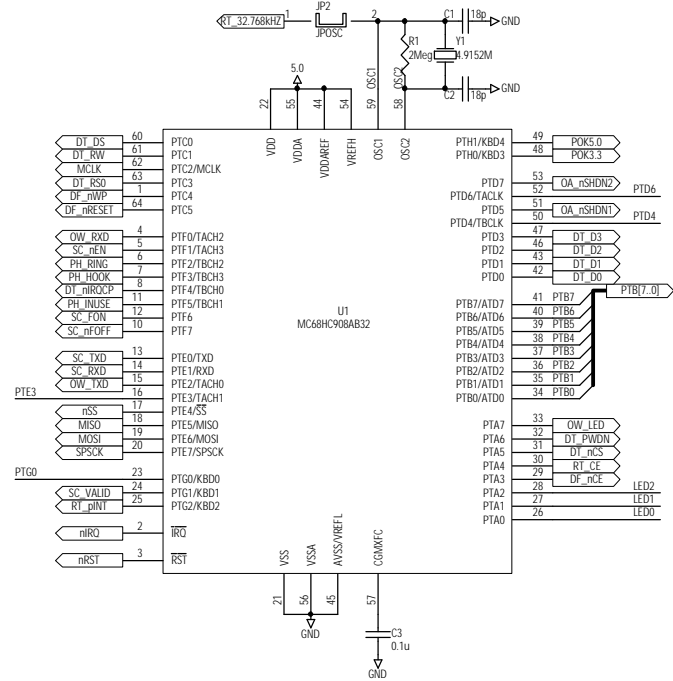 JP2
RT_32.768kHZ 1 2 JPOSC
C1 18p GND
R1 2Meg
Y1 4.9152M
C2 18p GND
OSC1 OSC2
5.0
22 55 44 54 59 58
VDD VDDA VDDAREF VREFH OSC1 OSC2
U1
MC68HC908AB32
DT_DS 60 PTC0
DT_RW 61 PTC1
MCLK 62 PTC2/MCLK
DT_RS0 63 PTC3
DF_nWP 1 PTC4
DF_nRESET 64 PTC5
OW_RXD 4 PTF0/TACH2
SC_nEN 5 PTF1/TACH3
PH_RING 6 PTF2/TBCH2
PH_HOOK 7 PTF3/TBCH3
DT_nIRQCP 8 PTF4/TBCH0
PH_INUSE 11 PTF5/TBCH1
SC_FON 12 PTF6
SC_nFOFF 10 PTF7
SC_TXD 13 PTE0/TXD
SC_RXD 14 PTE1/RXD
OW_TXD 15 PTE2/TACH0
PTE3 16 PTE3/TACH1
nSS 17 PTE4/SS
MISO 18 PTE5/MISO
MOSI 19 PTE6/MOSI
SPSCK 20 PTE7/SPSCK
PTG0 23 PTG0/KBD0
SC_VALID 24 PTG1/KBD1
RT_pINT 25 PTG2/KBD2
nIRQ 2 IRQ
nRST 3 RST
PTH1/KBD4 49 POK5.0
PTH0/KBD3 48 POK3.3
PTD7 53 OA_nSHDN2
PTD6/TACLK 52 PTD6
PTD5 51 OA_nSHDN1
PTD4/TBCLK 50 PTD4
PTD3 47 DT_D3
PTD2 46 DT_D2
PTD1 43 DT_D1
PTD0 42 DT_D0
PTB[7..0]
PTB7/ATD7 41 PTB7
PTB6/ATD6 40 PTB6
PTB5/ATD5 39 PTB5
PTB4/ATD4 38 PTB4
PTB3/ATD3 37 PTB3
PTB2/ATD2 36 PTB2
PTB1/ATD1 35 PTB1
PTB0/ATD0 34 PTB0
PTA7 33 OW_LED
PTA6 32 DT_PWDN
PTA5 31 DT_nCS
PTA4 30 RT_CE
PTA3 29 DF_nCE
PTA2 28 LED2
PTA1 27 LED1
PTA0 26 LED0
VSS VSSA AVSS/VREFL CGMXFC
21 56 45 57
GND
C3
0.1u
GND